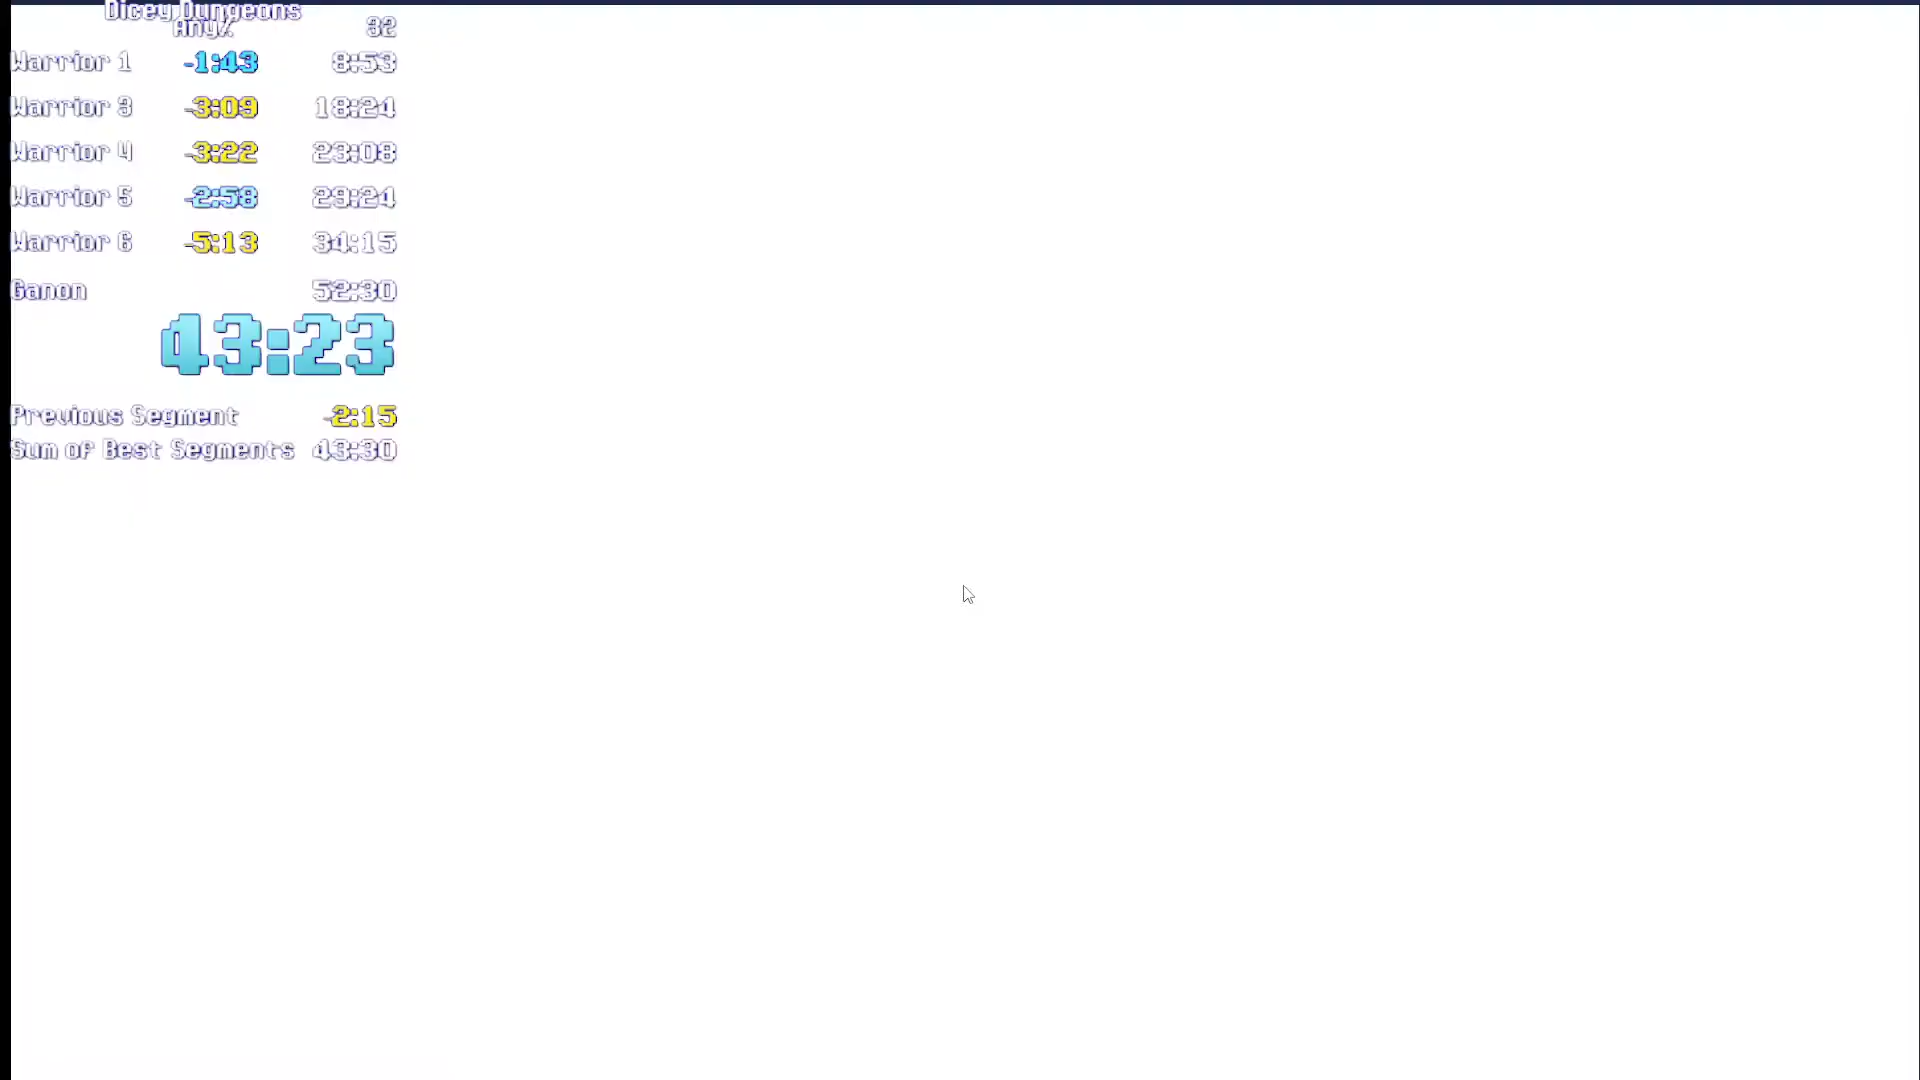 Dicey Dungeons
Any% 32
Warrior 1 -1:43 8:53
Warrior 3 -3:09 18:24
Warrior 4 -3:22 23:08
Warrior 5 -2:58 29:24
Warrior 6 -5:13 34:15
Ganon 52:30
43:23
Previous Segment -2:15
Sum of Best Segments 43:30